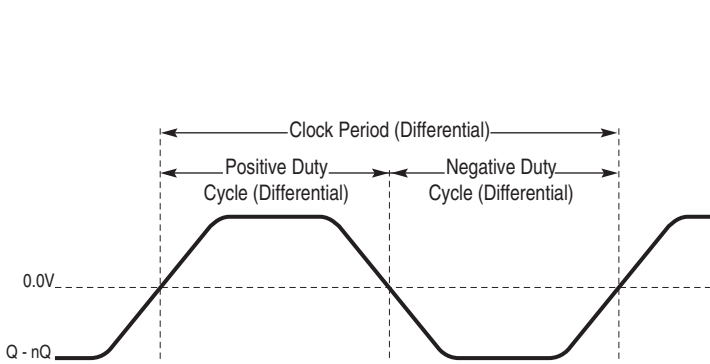 Clock Period (Differential)
Positive Duty
Cycle (Differential)
Negative Duty
Cycle (Differential)
0.0V
Q - nQ